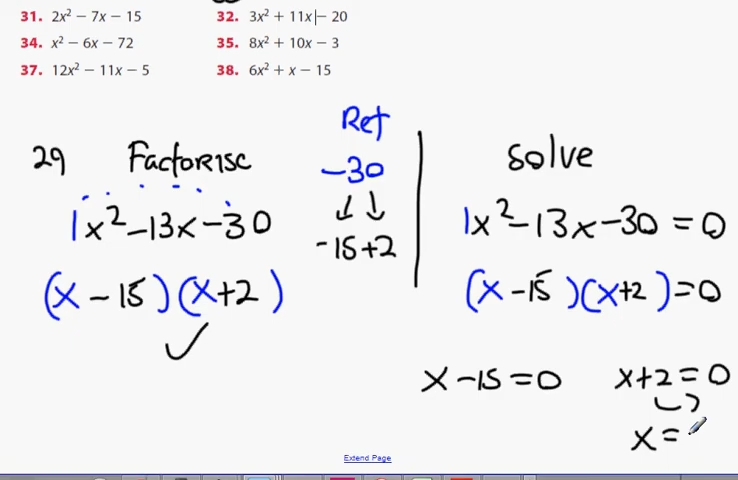 31. 2x² − 7x − 15 32. 3x² + 11x − 20
34. x² − 6x − 72 35. 8x² + 10x − 3
37. 12x² − 11x − 5 38. 6x² + x − 15
29 Factorise
Ref
-30
-15+2
1x²-13x-30
(x-15)(x+2)
solve
1x²-13x-30=0
(x-15)(x+2)=0
x-15=0 x+2=0
x=
Extend Page